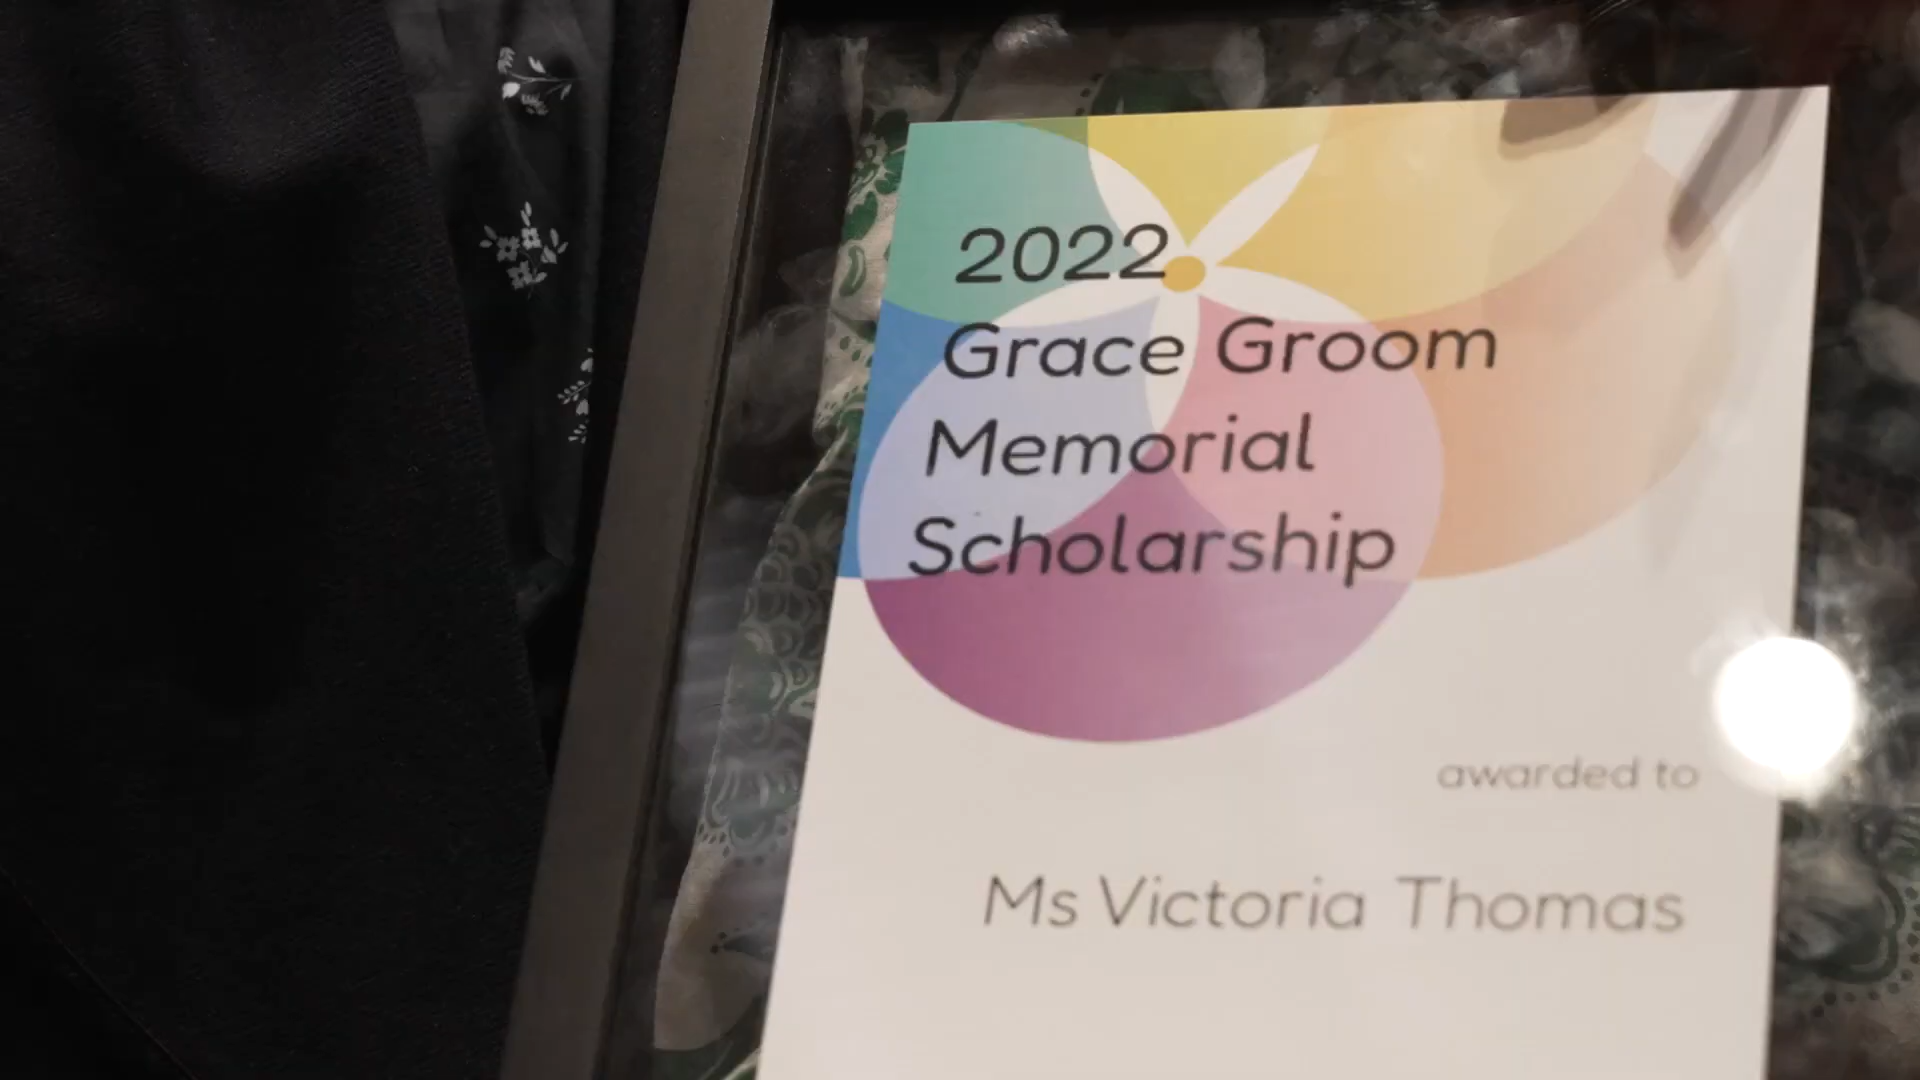 2022
Grace Groom
Memorial
Scholarship
awarded to
Ms Victoria Thomas